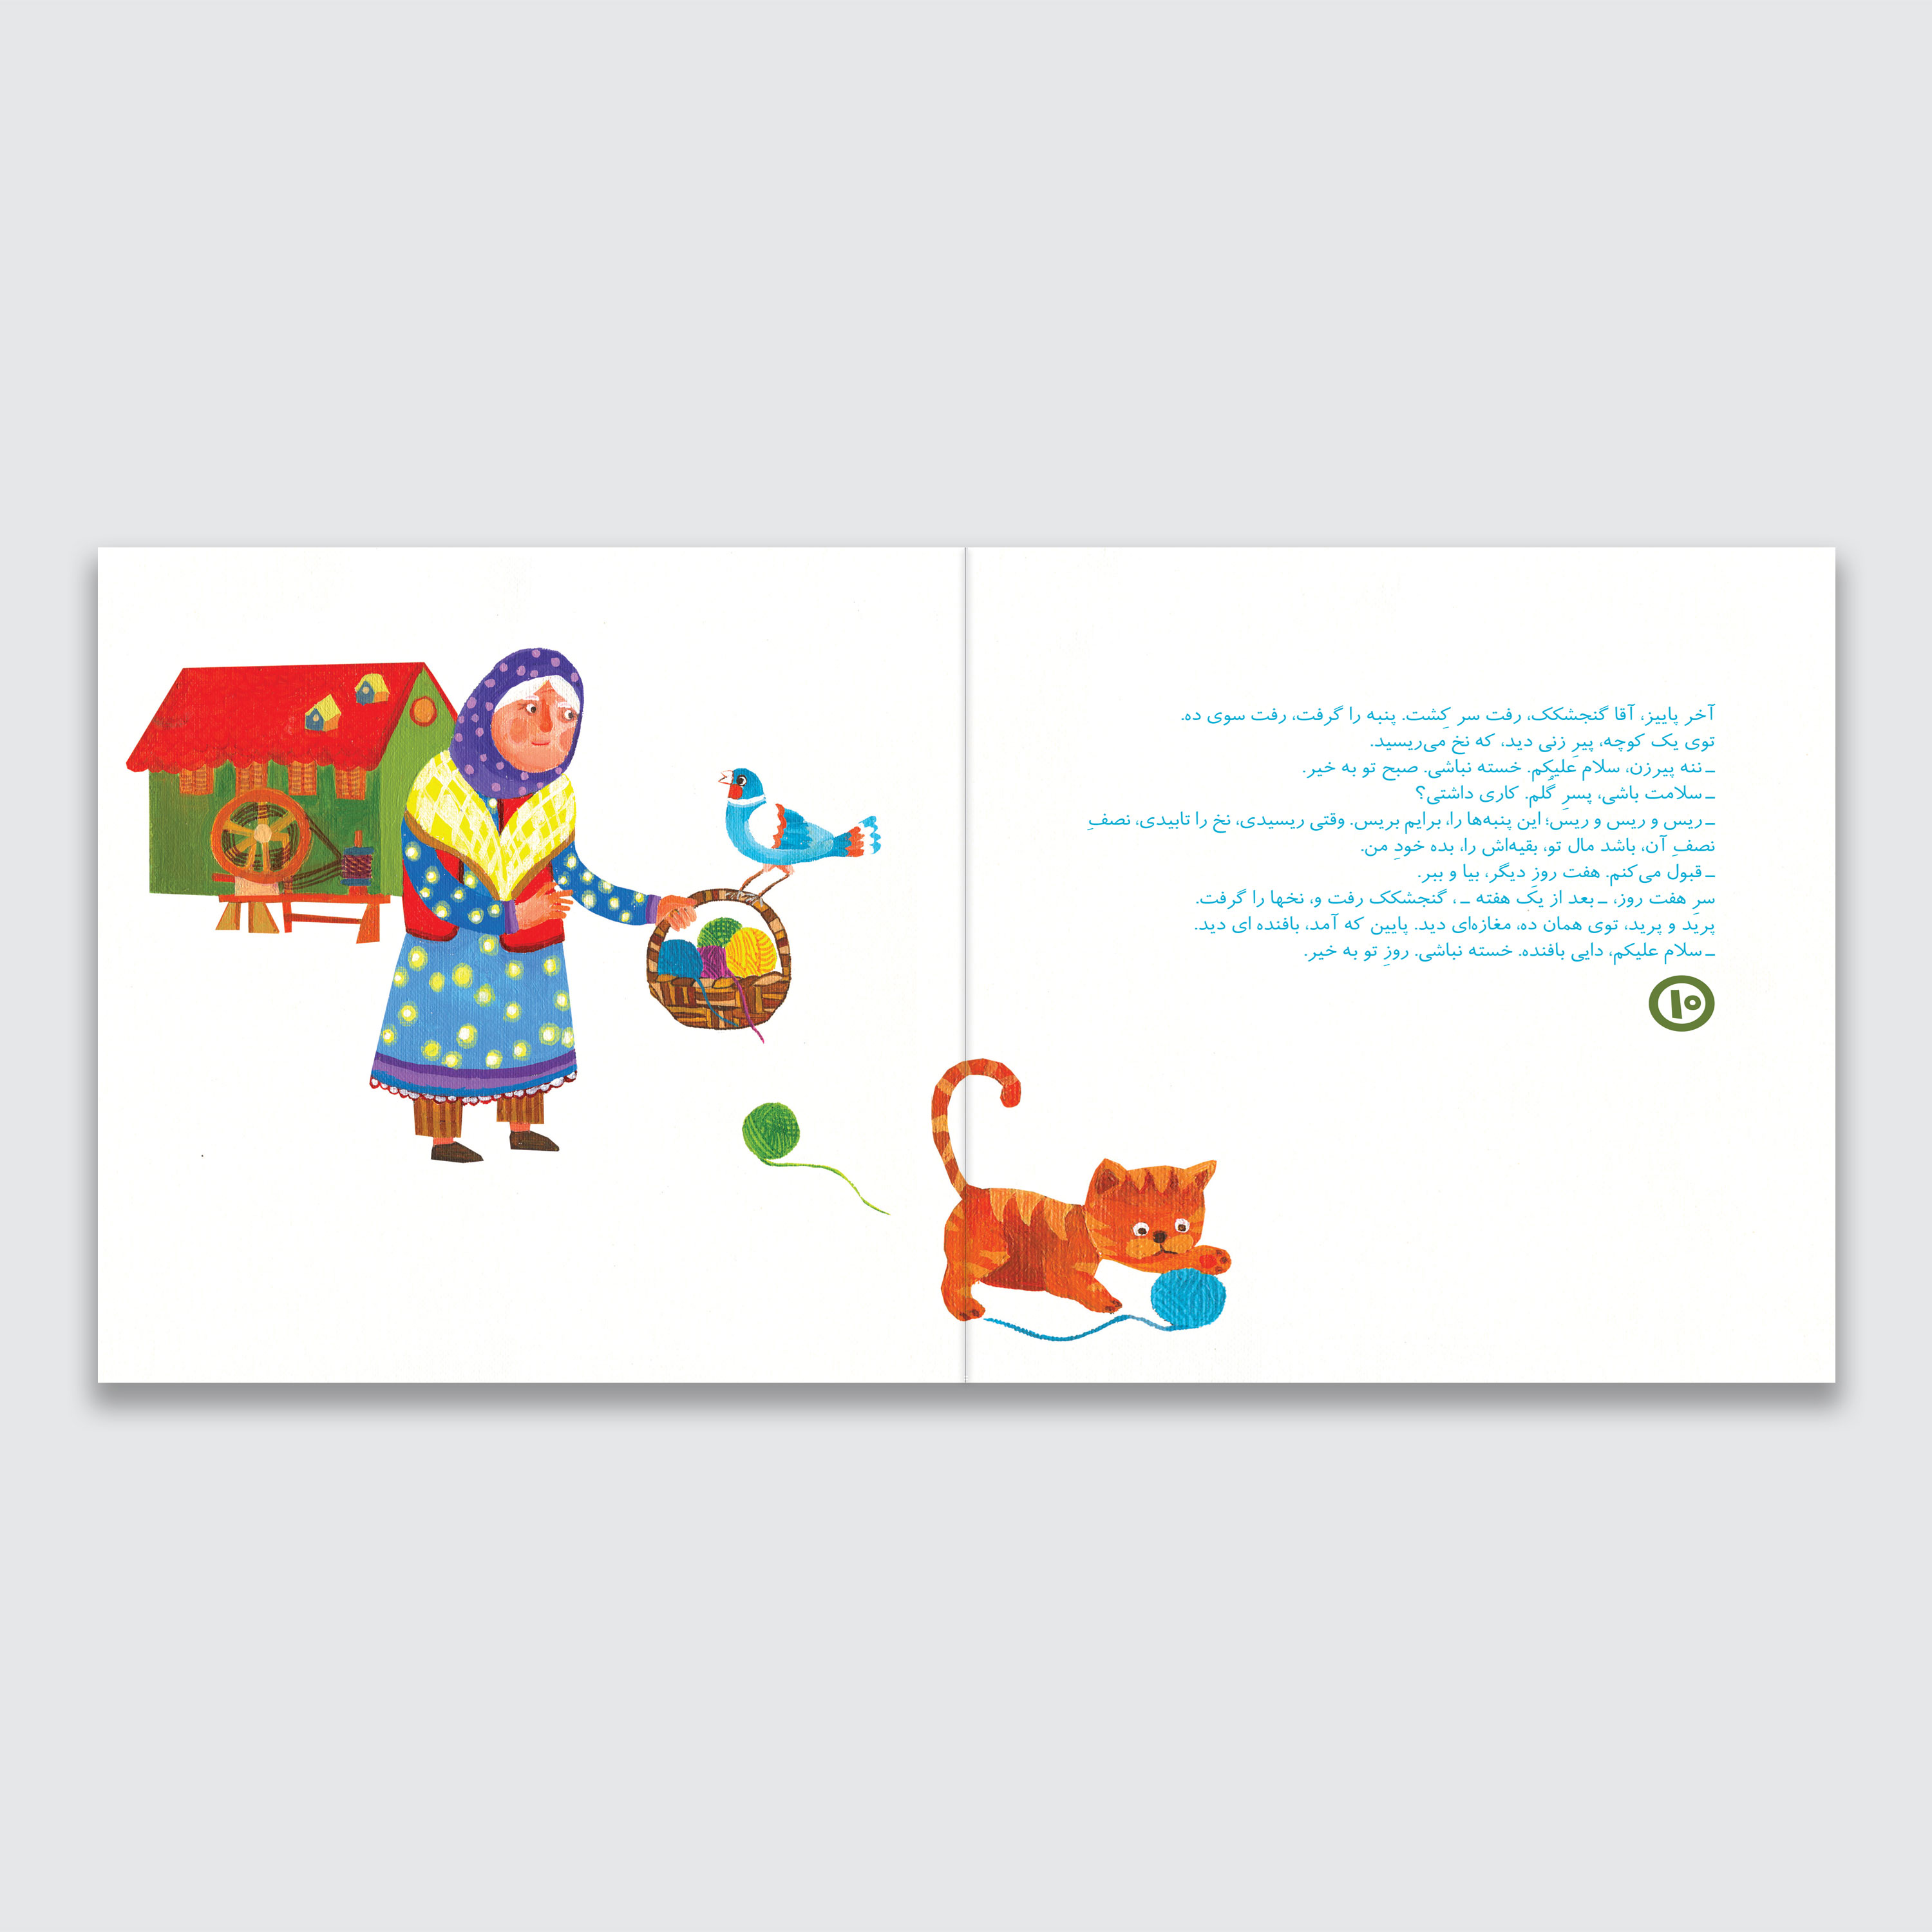 آخر پاییز، آقا گنجشکک، رفت سر کِشت. پنبه را گرفت، رفت سوی ده.
توی یک کوچه، پیرِ زنی دید، که نخ می‌ریسید.
ـ ننه پیرزن، سلام علیکم. خسته نباشی. صبح تو به خیر.
ـ سلامت باشی، پسرِ گلم. کاری داشتی؟
ـ ریس و ریس و ریس؛ این پنبه‌ها را، برایم بریس. وقتی ریسیدی، نخ را تابیدی، نصفِ
نصفِ آن، باشد مال تو، بقیه‌اش را، بده خودِ من.
ـ قبول می‌کنم. هفت روزِ دیگر، بیا و ببر.
سرِ هفت روز، ـ بعد از یک هفته ـ ، گنجشکک رفت و، نخها را گرفت.
پرید و پرید، توی همان ده، مغازه‌ای دید. پایین که آمد، بافنده ای دید.
ـ سلام علیکم، دایی بافنده. خسته نباشی. روزِ تو به خیر.
۱۰